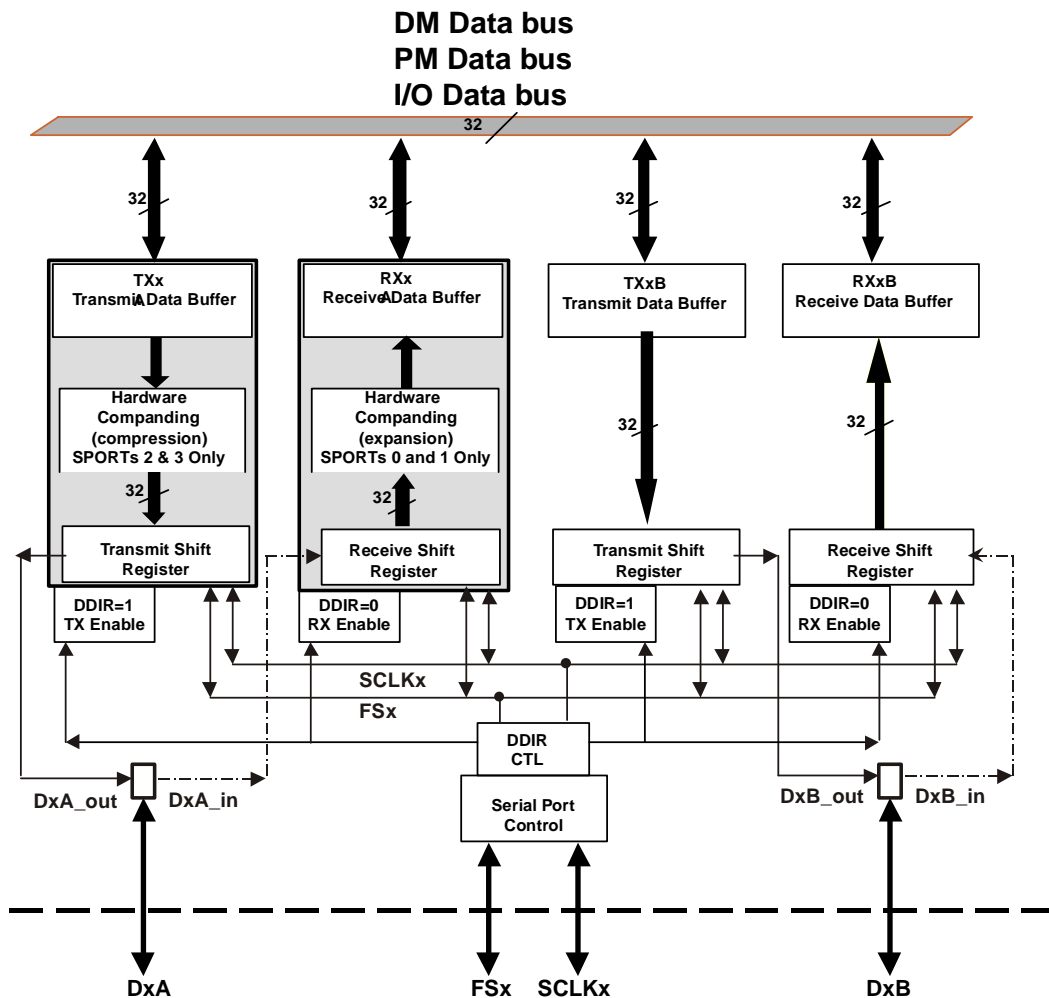 DM Data bus
PM Data bus
I/O Data bus
32
32
32
32
32
TXx
A
Transmit Data Buffer
RXx
A
Receive Data Buffer
TXxB
Transmit Data Buffer
RXxB
Receive Data Buffer
Hardware
Companding
(compression)
SPORTs 2 & 3 Only
Hardware
Companding
(expansion)
SPORTs 0 and 1 Only
32
32
32
32
Transmit Shift
Register
Receive Shift
Register
Transmit Shift
Register
Receive Shift
Register
DDIR=1
TX Enable
DDIR=0
RX Enable
DDIR=1
TX Enable
DDIR=0
RX Enable
SCLKx
FSx
DDIR
CTL
DxA_out
DxA_in
Serial Port
Control
DxB_out
DxB_in
DxA
FSx
SCLKx
DxB